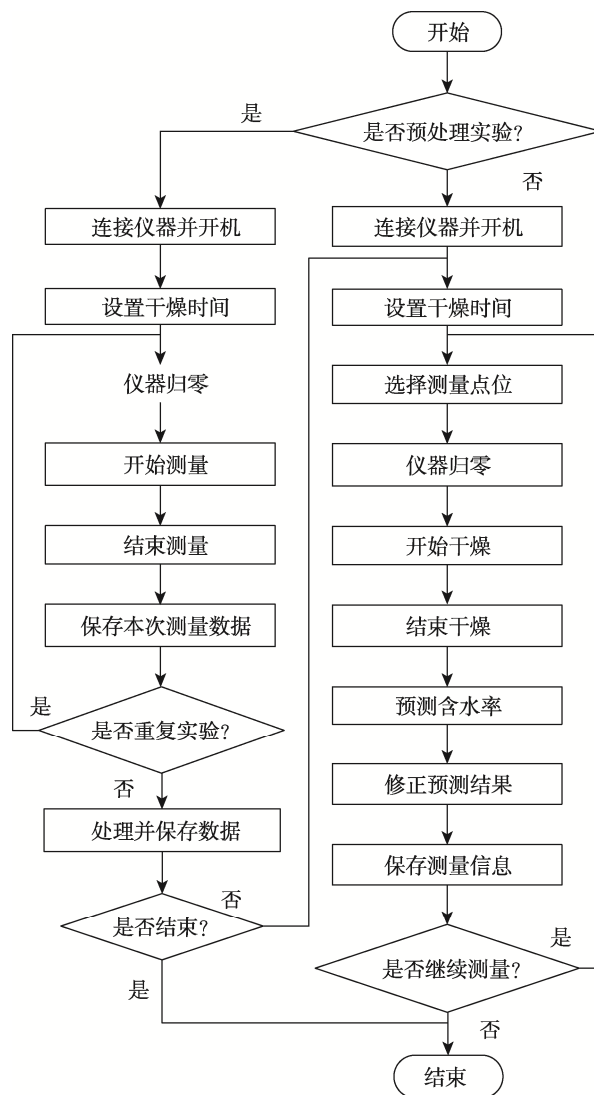 开始
是否预处理实验?
是
否
连接仪器并开机
设置干燥时间
仪器归零
开始测量
结束测量
保存本次测量数据
是否重复实验?
是
否
处理并保存数据
是否结束?
否
是
连接仪器并开机
设置干燥时间
选择测量点位
仪器归零
开始干燥
结束干燥
预测含水率
修正预测结果
保存测量信息
是否继续测量?
是
否
结束